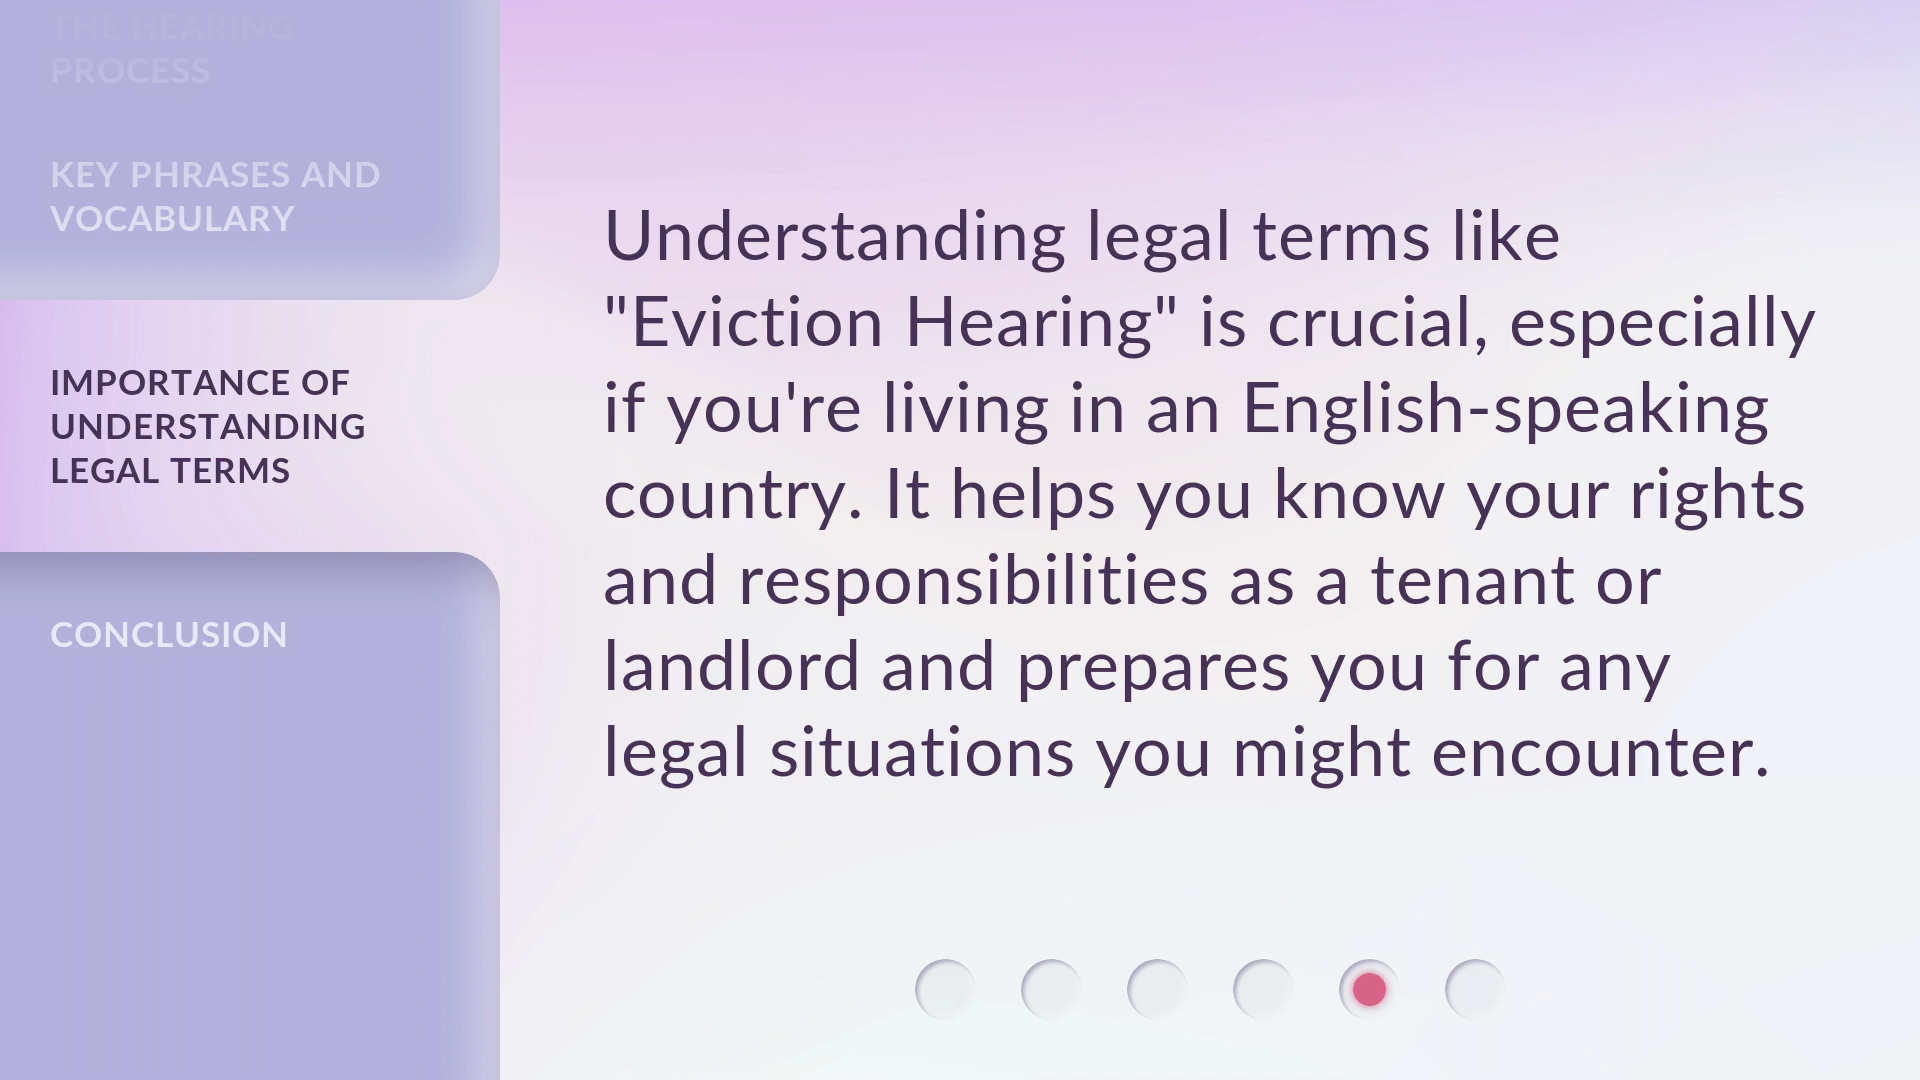 THE HEARING
PROCESS
KEY PHRASES AND
VOCABULARY
IMPORTANCE OF
UNDERSTANDING
LEGAL TERMS
CONCLUSION
Understanding legal terms like
"Eviction Hearing" is crucial, especially
if you're living in an English-speaking
country. It helps you know your rights
and responsibilities as a tenant or
landlord and prepares you for any
legal situations you might encounter.